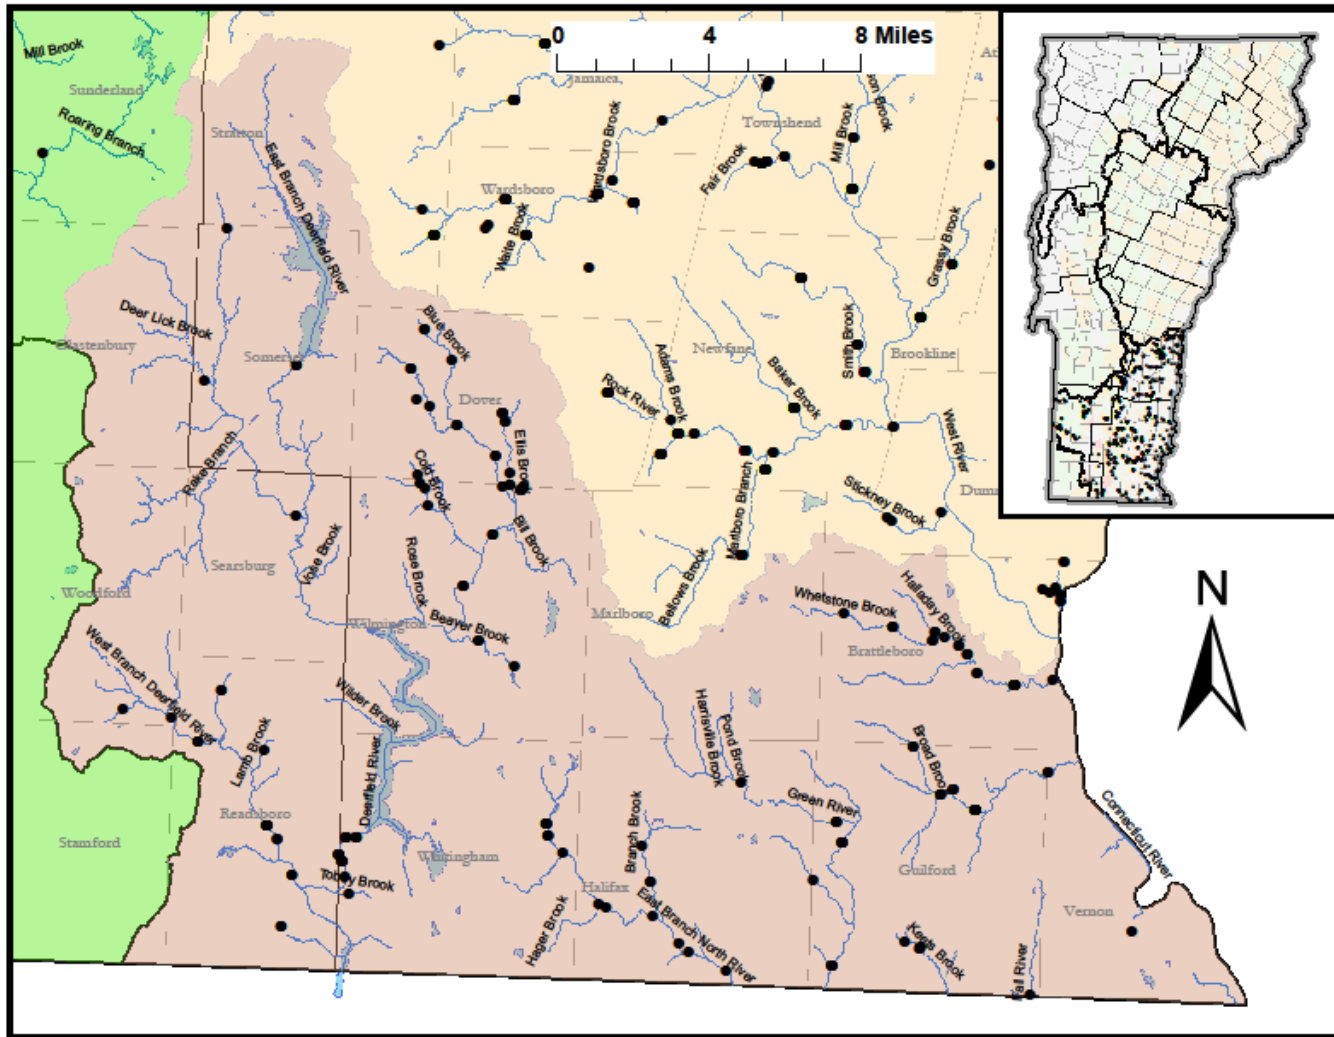 0 4 8 Miles
Mill Brook
Sunderland
Roaring Branch
Stratton
East Branch Deerfield River
Jamaica
Wardsboro Brook
Wardsboro
Waite Brook
Townshend
Fair Brook
Mill Brook
Brook
Grassy Brook
Deer Lick Brook
Glastenbury
Somerset
Blue Brook
Dover
Ellis Brook
Cold Brook
Rock River
Adams Brook
Newfane
Baker Brook
Smith Brook
Brookline
West River
Stickney Brook
Marlboro Branch
Bellows Brook
Marlboro
Rake Branch
Searsburg
Vose Brook
Rose Brook
Bill Brook
Beaver Brook
Woodford
Wilmington
Whetstone Brook
Halladay Brook
Brattleboro
N
West Branch Deerfield River
Wilder Brook
Lamb Brook
Deerfield River
Harrisville Brook
Pond Brook
Broad Brook
Green River
Connecticut River
Readsboro
Stamford
Whitingham
Tobey Brook
Branch Brook
Halifax
Hager Brook
East Branch North River
Guilford
Vernon
Keets Brook
Fall River